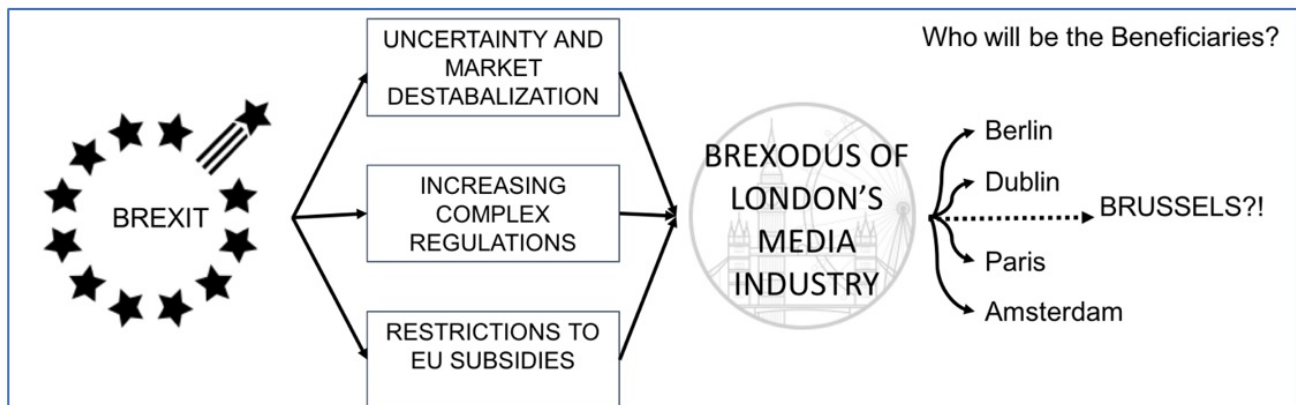 BREXIT
UNCERTAINTY AND
MARKET
DESTABALIZATION
INCREASING
COMPLEX
REGULATIONS
RESTRICTIONS TO
EU SUBSIDIES
BREXODUS OF
LONDON'S
MEDIA
INDUSTRY
Who will be the Beneficiaries?
Berlin
Dublin
BRUSSELS?!
Paris
Amsterdam